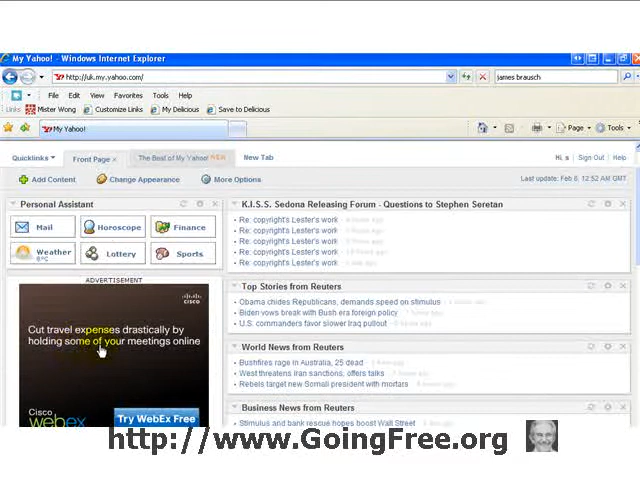 My Yahoo! - Windows Internet Explorer
http://uk.my.yahoo.com/
james brausch
File Edit View Favorites Tools Help
Links Mister Wong Customize Links My Delicious Save to Delicious
My Yahoo!
Page Tools
Quicklinks Front Page The Best of My Yahoo! NEW New Tab Hi, s Sign Out Help
Add Content Change Appearance More Options Last update: Feb 8, 12:52 AM GMT
Personal Assistant
Mail Horoscope Finance
Weather Lottery Sports
6°C
ADVERTISEMENT
cisco
Cut travel expenses drastically by
holding some of your meetings online
Cisco
webex
Try WebEx Free
K.I.S.S. Sedona Releasing Forum - Questions to Stephen Seretan
Re: copyright's Lester's work
Re: copyright's Lester's work
Re: copyright's Lester's work
Re: copyright's Lester's work
Re: copyright's Lester's work
Top Stories from Reuters
Obama chides Republicans, demands speed on stimulus
Biden vows break with Bush era foreign policy
U.S. commanders favor slower Iraq pullout
World News from Reuters
Bushfires rage in Australia, 25 dead
West threatens Iran sanctions, offers talks
Rebels target new Somali president with mortars
Business News from Reuters
Stimulus and bank rescue hopes boost Wall Street
http://www.GoingFree.org